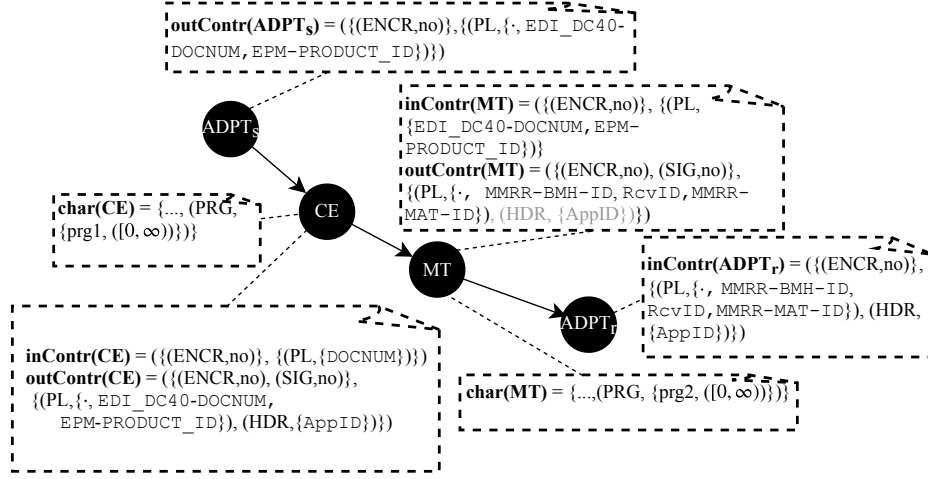 outContr(ADPTs) = ({(ENCR,no)},{(PL,{·, EDI_DC40-
DOCNUM,EPM-PRODUCT_ID})})
ADPTs
inContr(MT) = ({(ENCR,no)}, {(PL,
{EDI_DC40-DOCNUM,EPM-
PRODUCT_ID})}
outContr(MT) = ({(ENCR,no), (SIG,no)},
{(PL,{·, MMRR-BMH-ID,RcvID,MMRR-
MAT-ID}), (HDR, {AppID})})
char(CE) = {..., (PRG,
{prg1, ([0,∞))})}
CE
MT
inContr(ADPTr) = ({(ENCR,no)},
{(PL,{·, MMRR-BMH-ID,
RcvID,MMRR-MAT-ID}), (HDR,
{AppID})})
ADPTr
inContr(CE) = ({(ENCR,no)}, {(PL,{DOCNUM})})
outContr(CE) = ({(ENCR,no), (SIG,no)},
{(PL,{·, EDI_DC40-DOCNUM,
EPM-PRODUCT_ID}), (HDR,{AppID})})
char(MT) = {...,(PRG, {prg2, ([0,∞))})}